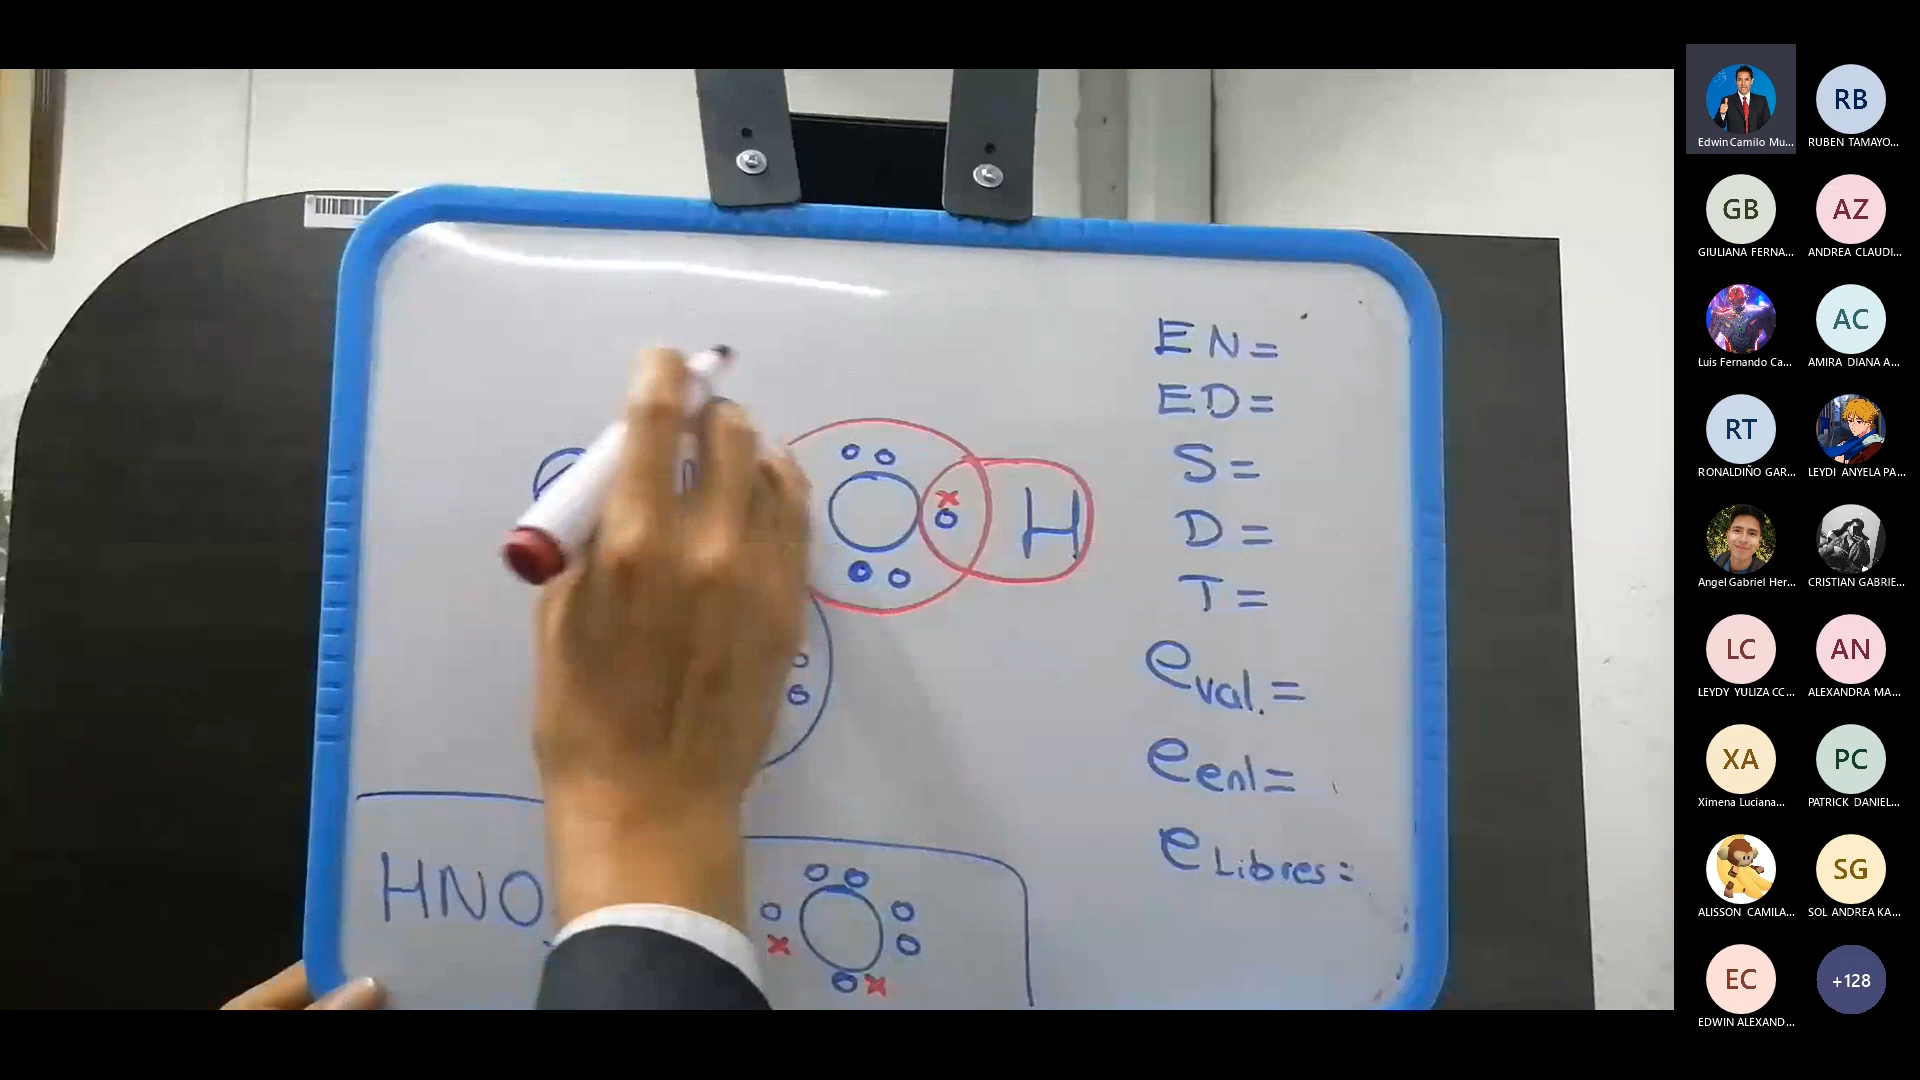 EN=
ED=
S=
D=
T=
H
eval.=
eenl=
eLibres=
HNO
Edwin Camilo Mu...
RB
RUBEN TAMAYO...
GB
GIULIANA FERNA...
AZ
ANDREA CLAUDI...
Luis Fernando Ca...
AC
AMIRA DIANA A...
RT
RONALDIÑO GAR...
LEYDI ANYELA PA...
Angel Gabriel Her...
CRISTIAN GABRIE...
LC
LEYDY YULIZA CC...
AN
ALEXANDRA MA...
XA
Ximena Luciana...
PC
PATRICK DANIEL...
ALISSON CAMILA...
SG
SOL ANDREA KA...
EC
EDWIN ALEXAND...
+128